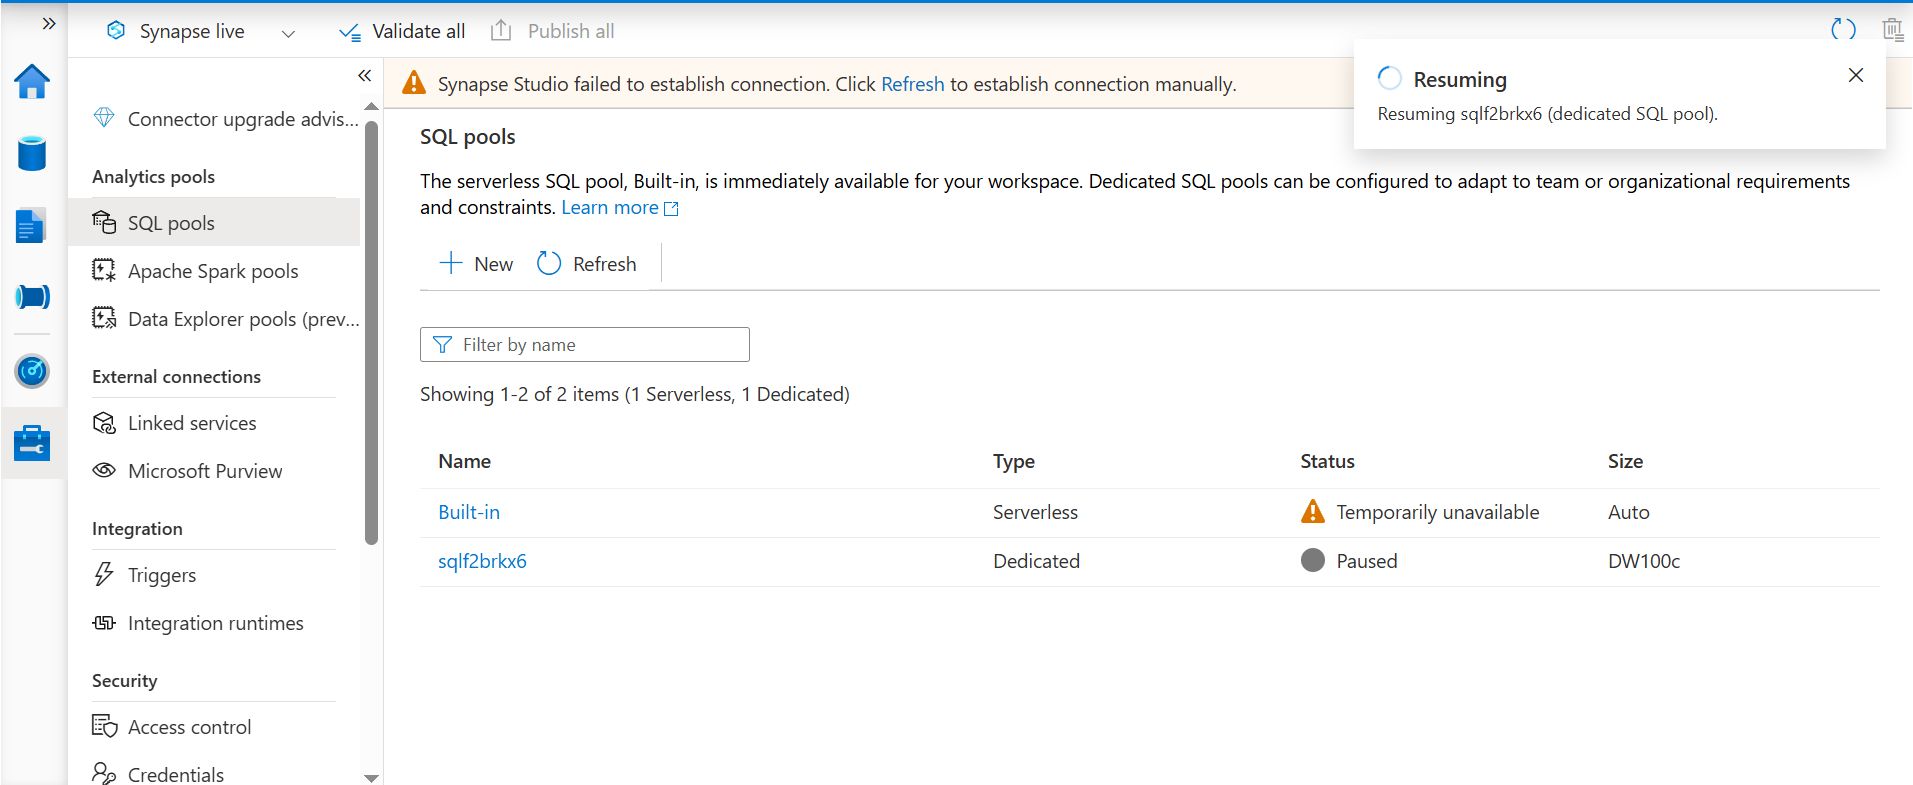 Synapse live
Validate all
Publish all
Synapse Studio failed to establish connection. Click Refresh to establish connection manually.
Resuming
Resuming sqlf2brkx6 (dedicated SQL pool).
Connector upgrade advis...
Analytics pools
SQL pools
Apache Spark pools
Data Explorer pools (prev...
External connections
Linked services
Microsoft Purview
Integration
Triggers
Integration runtimes
Security
Access control
Credentials
SQL pools
The serverless SQL pool, Built-in, is immediately available for your workspace. Dedicated SQL pools can be configured to adapt to team or organizational requirements
and constraints. Learn more
New
Refresh
Filter by name
Showing 1-2 of 2 items (1 Serverless, 1 Dedicated)
Name Type Status Size
Built-in Serverless Temporarily unavailable Auto
sqlf2brkx6 Dedicated Paused DW100c